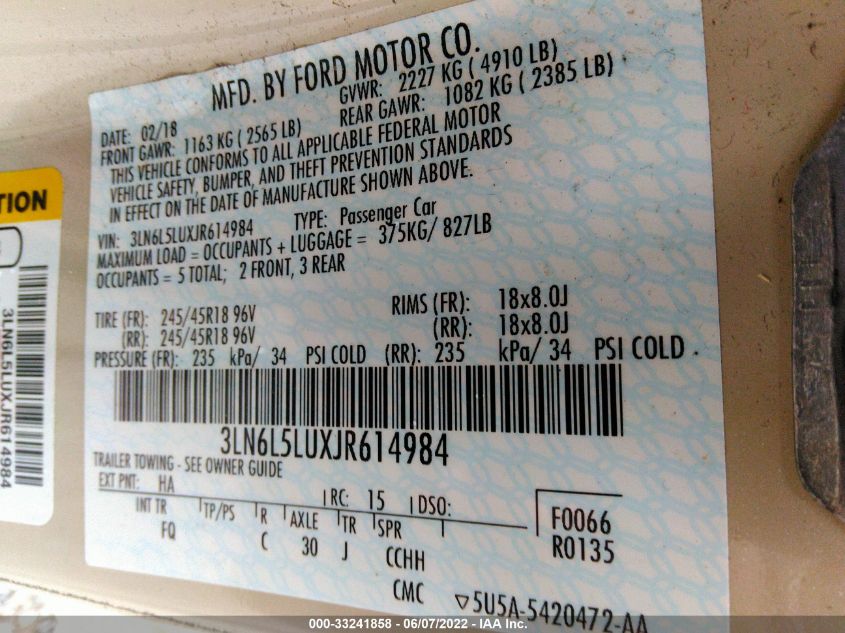 MFD. BY FORD MOTOR CO.
DATE: 02/18 GVWR: 2227 KG ( 4910 LB)
FRONT GAWR: 1163 KG ( 2565 LB) REAR GAWR: 1082 KG ( 2385 LB)
THIS VEHICLE CONFORMS TO ALL APPLICABLE FEDERAL MOTOR
VEHICLE SAFETY, BUMPER, AND THEFT PREVENTION STANDARDS
IN EFFECT ON THE DATE OF MANUFACTURE SHOWN ABOVE.
VIN: 3LN6L5LUXJR614984 TYPE: Passenger Car
MAXIMUM LOAD = OCCUPANTS + LUGGAGE = 375KG/ 827LB
OCCUPANTS = 5 TOTAL; 2 FRONT, 3 REAR
TIRE (FR): 245/45R18 96V RIMS (FR): 18x8.0J
(RR): 245/45R18 96V (RR): 18x8.0J
PRESSURE (FR): 235 kPa/ 34 PSI COLD (RR): 235 kPa/ 34 PSI COLD
3LN6L5LUXJR614984
TRAILER TOWING - SEE OWNER GUIDE
EXT PNT: HA RC: 15 DSO:
INT TR TP/PS R AXLE TR SPR F0066
FQ C 30 J CCHH R0135
CMC ▽5U5A-5420472-AA
TION
3LN6L5LUXJR614984
000-33241858 - 06/07/2022 - IAA Inc.